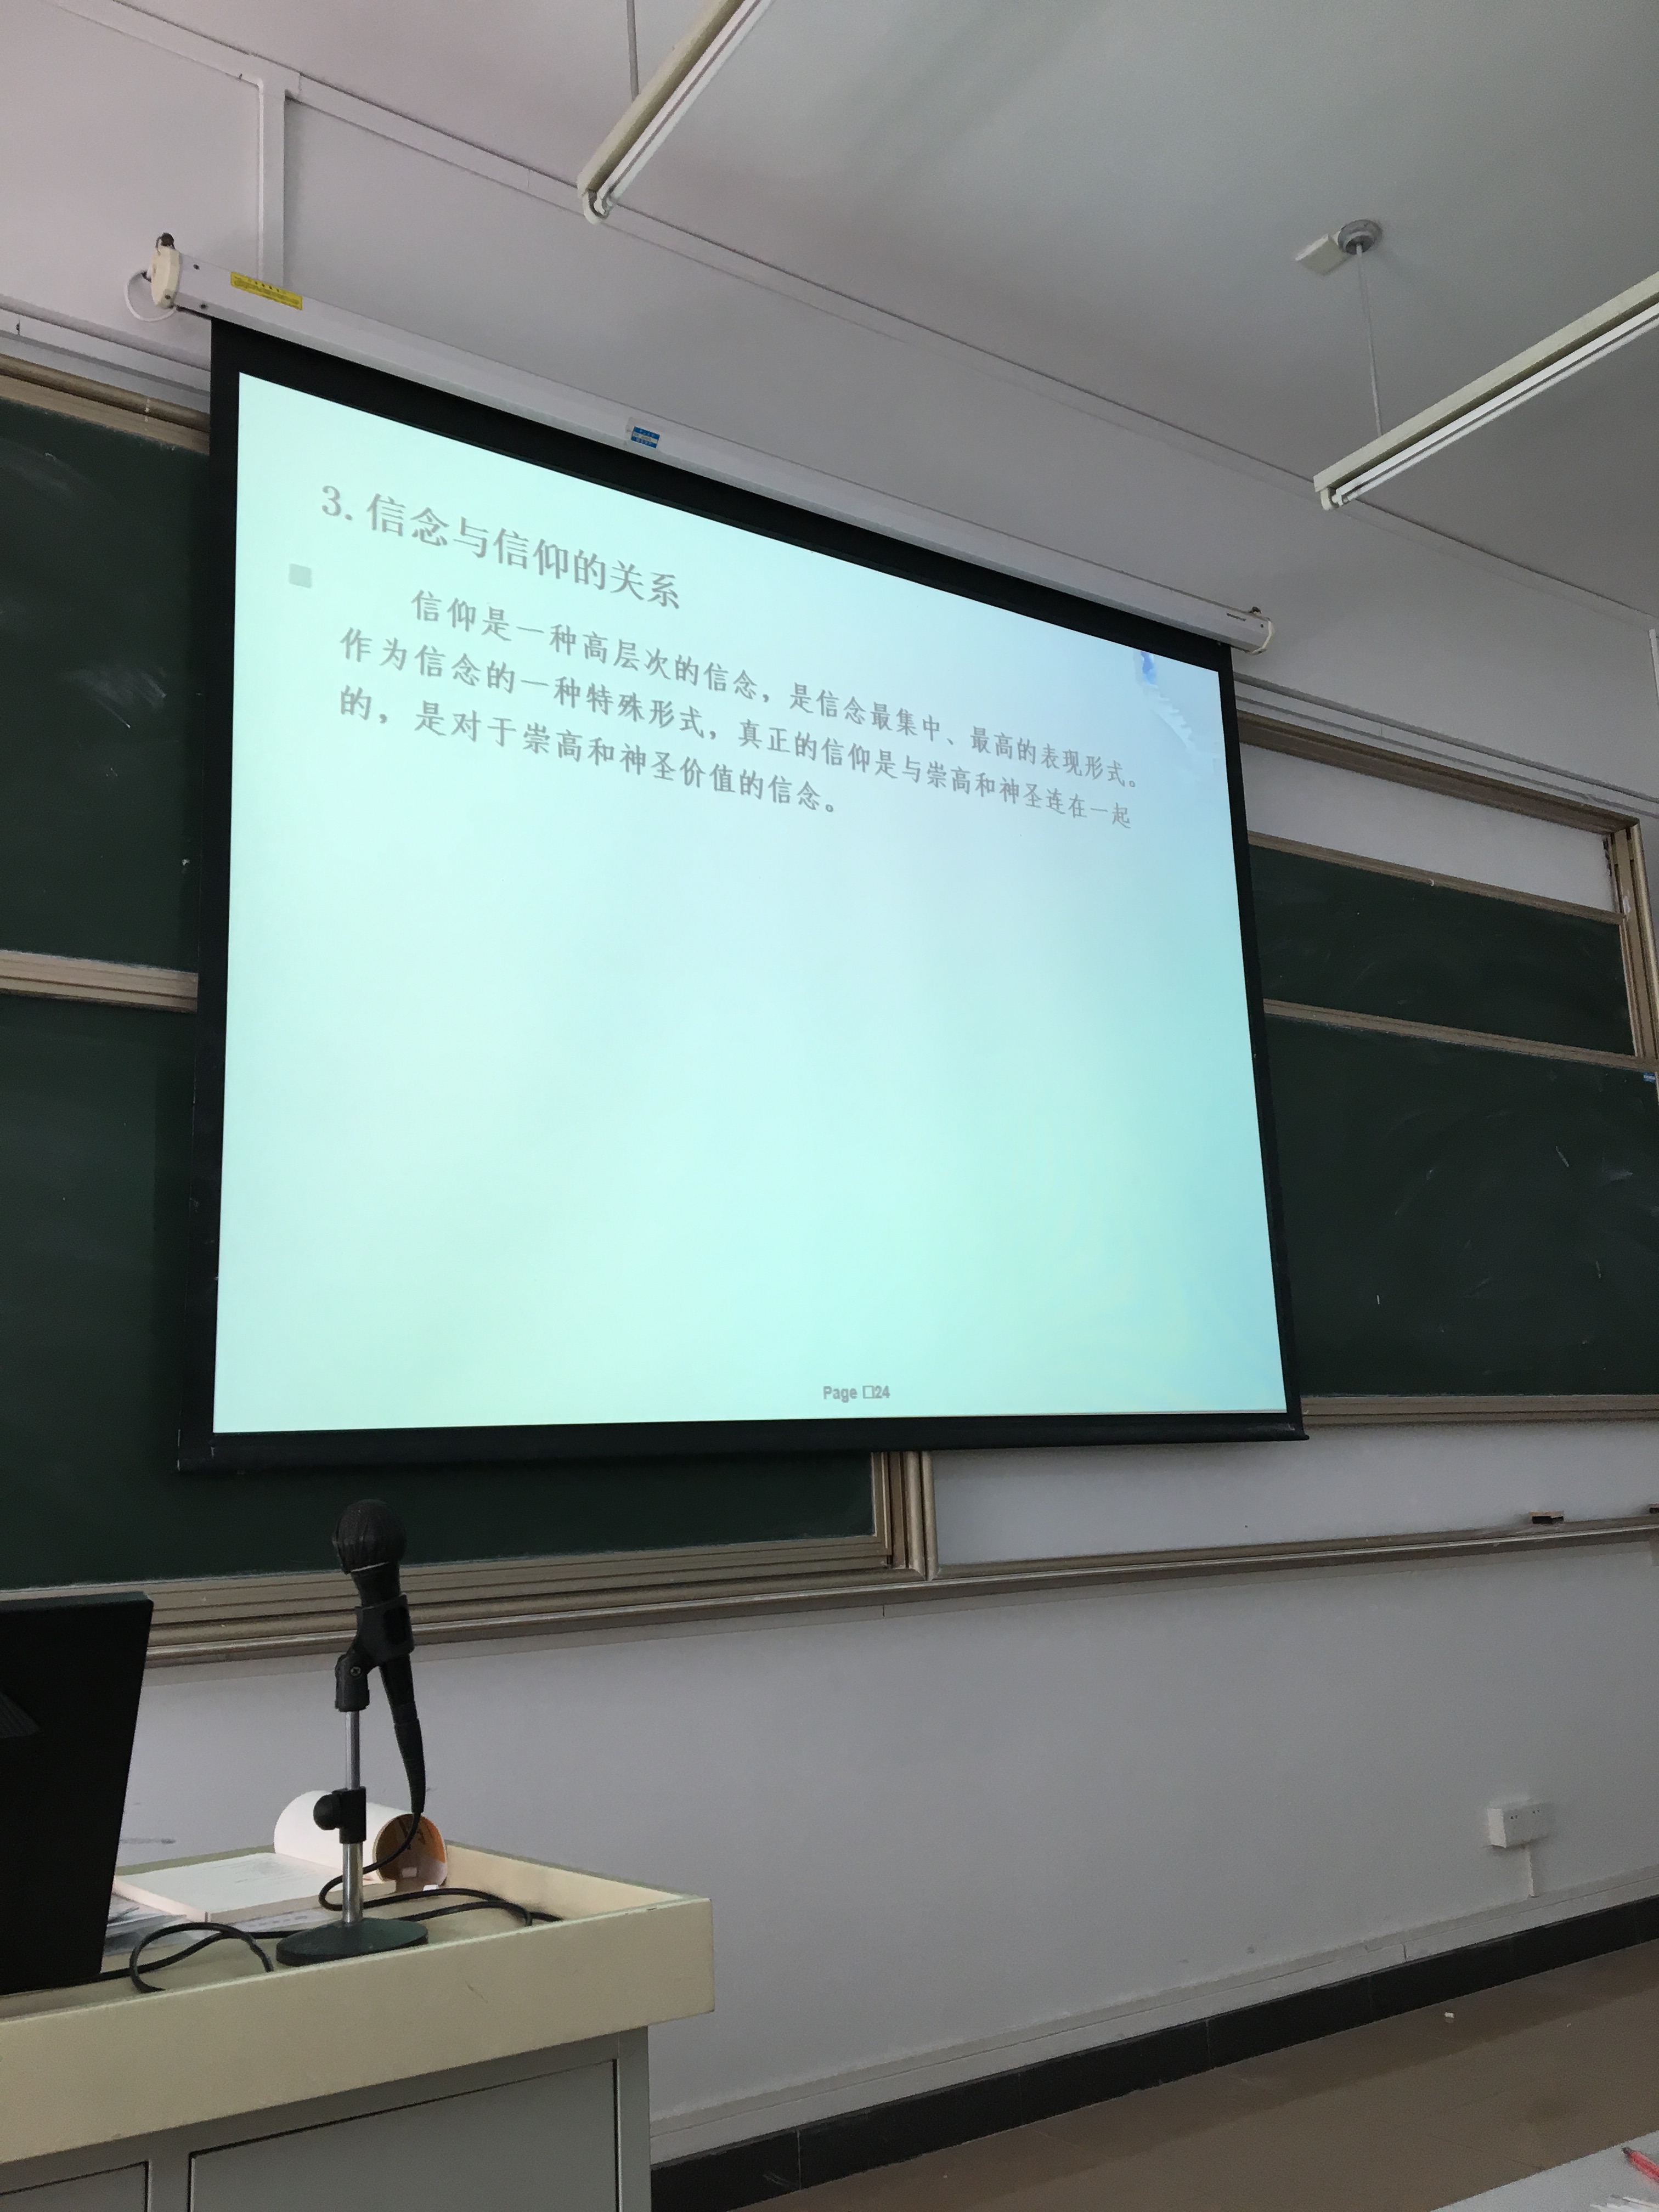 3. 信念与信仰的关系
信仰是一种高层次的信念，是信念最集中、最高的表现形式。
作为信念的一种特殊形式，真正的信仰是与崇高和神圣连在一起
的，是对于崇高和神圣价值的信念。
Page □24